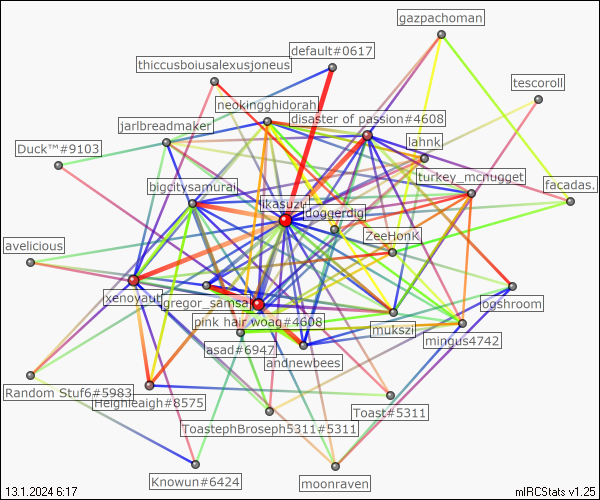 gazpachoman
default#0617
thiccusboiusalexusjoneus
tescoroll
neokingghidorah
disaster of passion#4608
jarlbreadmaker
lahnk
Duck™#9103
turkey_mcnugget
bigcitysamurai
facadas.
ikasuzu
doggerdig
ZeeHonK
avelicious
xenoyaut
gregor_samsa
ogshroom
pink hair woag#4608
mukszi
asad#6947
mingus4742
andnewbees
Random Stuf6#5983
Heighleaigh#8575
Toast#5311
ToastephBroseph5311#5311
Knowun#6424
moonraven
13.1.2024 6:17
mIRCStats v1.25